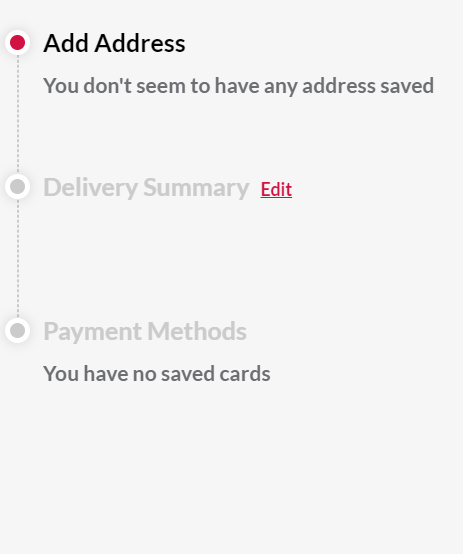 Add Address
You don't seem to have any address saved
Delivery Summary Edit
Payment Methods
You have no saved cards